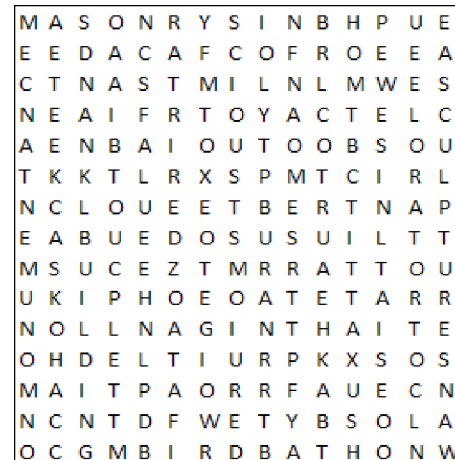 M A S O N R Y S I N B H P U E
E E D A C A F C O F R O E E A
C T N A S T M I L N L M W E S
N E A I F R T O Y A C T E L C
A E N B A I O U T O O B S O U
T K K T L R X S P M T C I R L
N C L O U E E T B E R T N A P
E A B U E D O S U S U I L T T
M S U C E Z T M R R A T T O U
U K I P H O E O A T E T A R R
N O L L N A G I N T H A I T E
O H D E L T I U R P K X S O S
M A I T P A O R R F A U E C N
N C N T D F W E T Y B S O L A
O C G M B I R D B A T H O N W